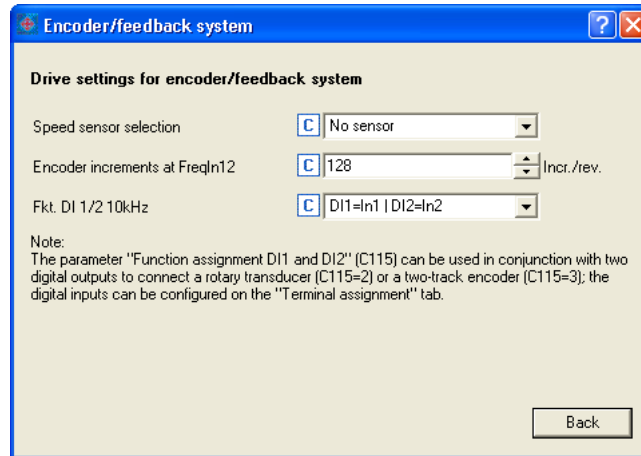 Encoder/feedback system
Drive settings for encoder/feedback system
Speed sensor selection C No sensor
Encoder increments at FreqIn12 C 128 Incr./rev.
Fkt. DI 1/2 10kHz C DI1=In1 | DI2=In2
Note:
The parameter "Function assignment DI1 and DI2" (C115) can be used in conjunction with two
digital outputs to connect a rotary transducer (C115=2) or a two-track encoder (C115=3); the
digital inputs can be configured on the "Terminal assignment" tab.
Back